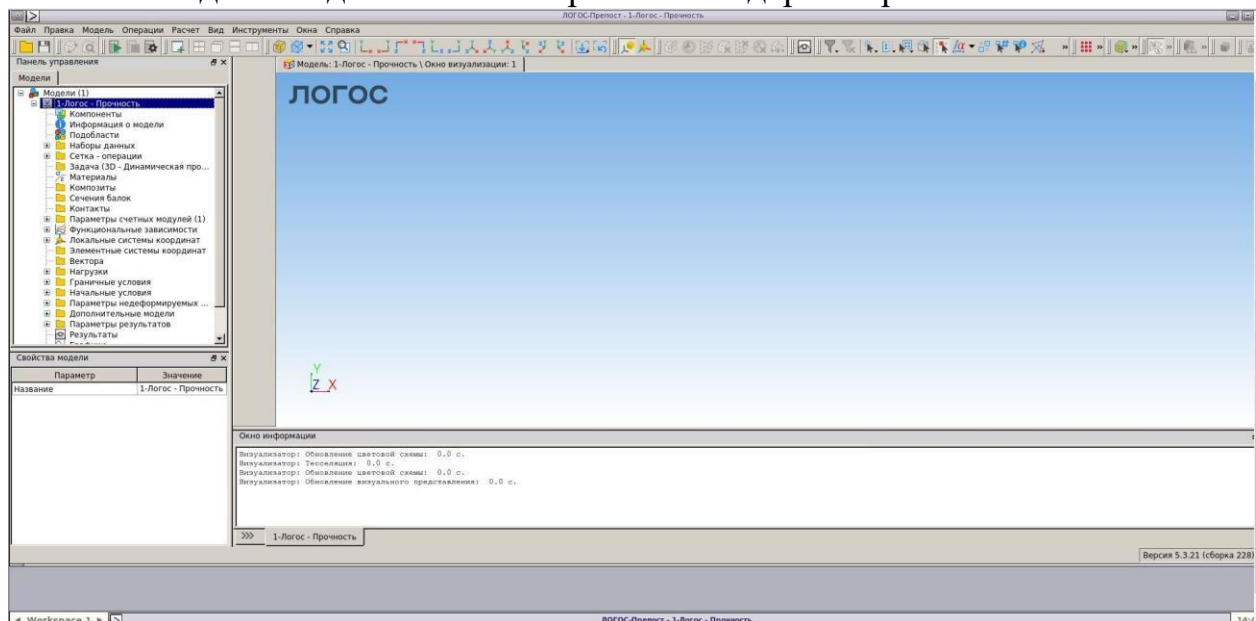 ЛОГОС-Препост - 1-Логос - Прочность
Файл Правка Модель Операции Расчет Вид Инструменты Окна Справка
Панель управления
Модель: 1-Логос - Прочность \ Окно визуализации: 1
Модели
Модели (1)
1-Логос - Прочность
Компоненты
Информация о модели
Подобласти
Наборы данных
Сетка - операции
Задача (3D - Динамическая про...
Материалы
Композиты
Сечения балок
Контакты
Параметры счетных модулей (1)
Функциональные зависимости
Локальные системы координат
Элементные системы координат
Вектора
Нагрузки
Граничные условия
Начальные условия
Параметры недеформируемых ...
Дополнительные модели
Параметры результатов
Результаты
ЛОГОС
Y
Z X
Свойства модели
Параметр Значение
Название 1-Логос - Прочность
Окно информации
Визуализатор: Обновление цветовой схемы: 0.0 с.
Визуализатор: Тесселяция: 0.0 с.
Визуализатор: Обновление цветовой схемы: 0.0 с.
Визуализатор: Обновление визуального представления: 0.0 с.
>>> 1-Логос - Прочность
Версия 5.3.21 (сборка 228)
Workspace 1
ЛОГОС-Препост - 1-Логос - Прочность